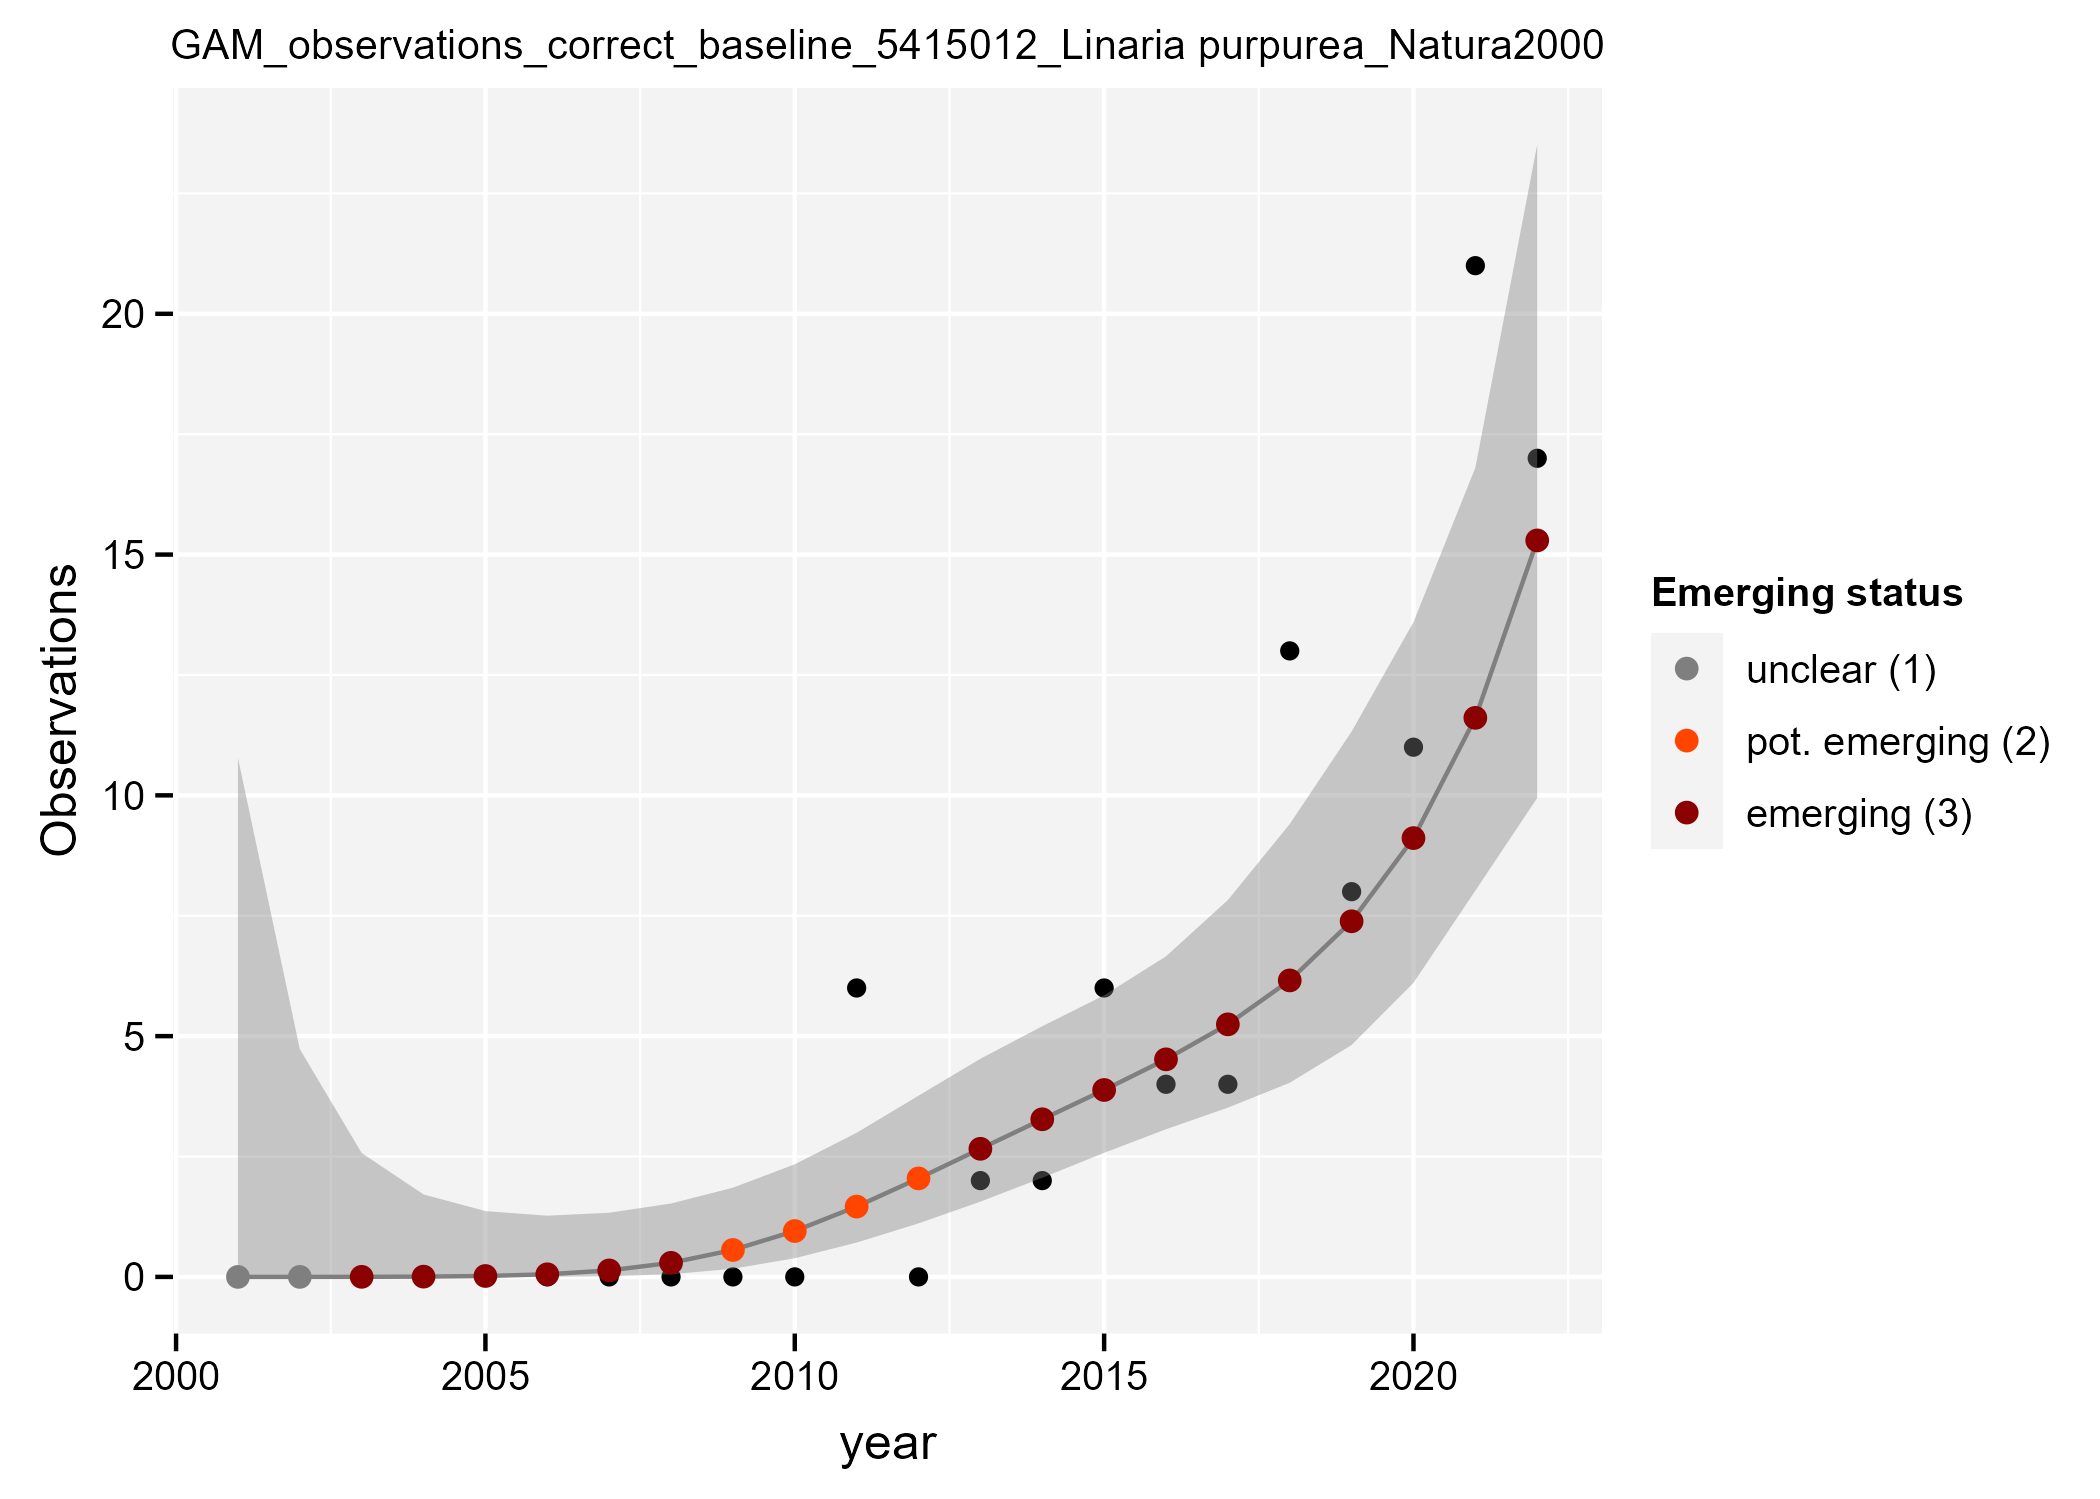 GAM_observations_correct_baseline_5415012_Linaria purpurea_Natura2000
Observations
20
15
10
5
0
2000 2005 2010 2015 2020
year
Emerging status
unclear (1)
pot. emerging (2)
emerging (3)